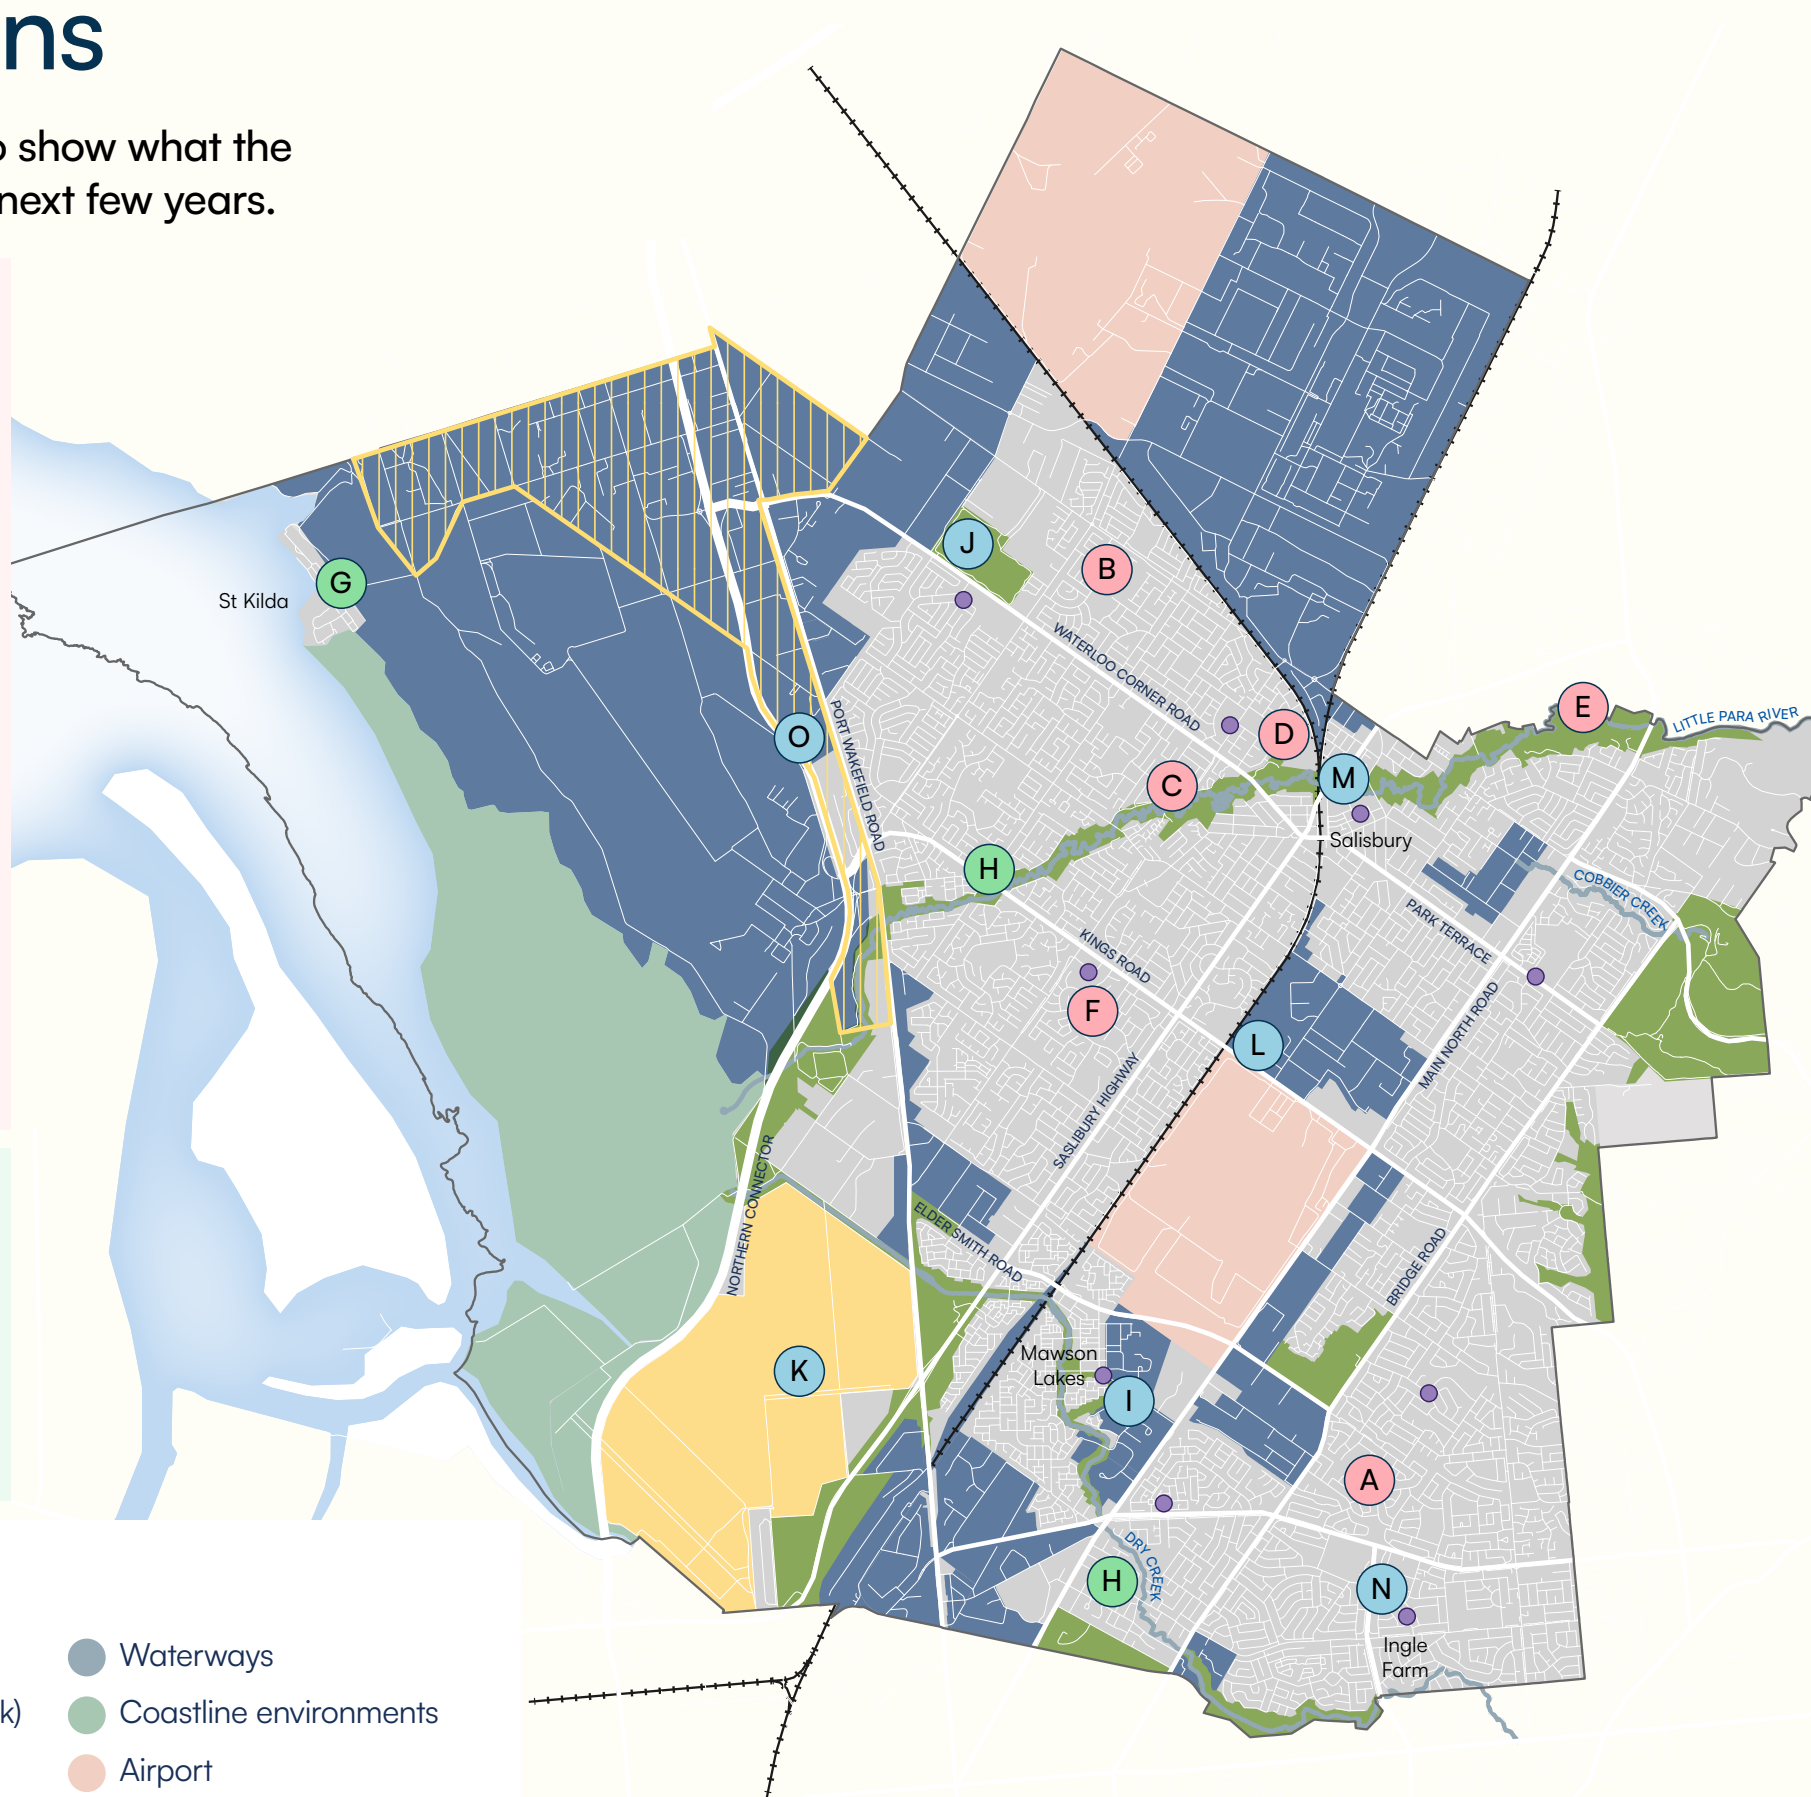 ns
o show what the
next few years.
J
B
G
St Kilda
WATERLOO CORNER ROAD
E
LITTLE PARA RIVER
O
D
PORT WAKEFIELD ROAD
C
M
Salisbury
H
COBBIER CREEK
PARK TERRACE
KINGS ROAD
F
L
MAIN NORTH ROAD
SASLIBURY HIGHWAY
NORTHERN CONNECTOR
ELDER SMITH ROAD
BRIDGE ROAD
K
Mawson
Lakes
I
A
DRY CREEK
H
N
Ingle
Farm
Waterways
k)
Coastline environments
Airport